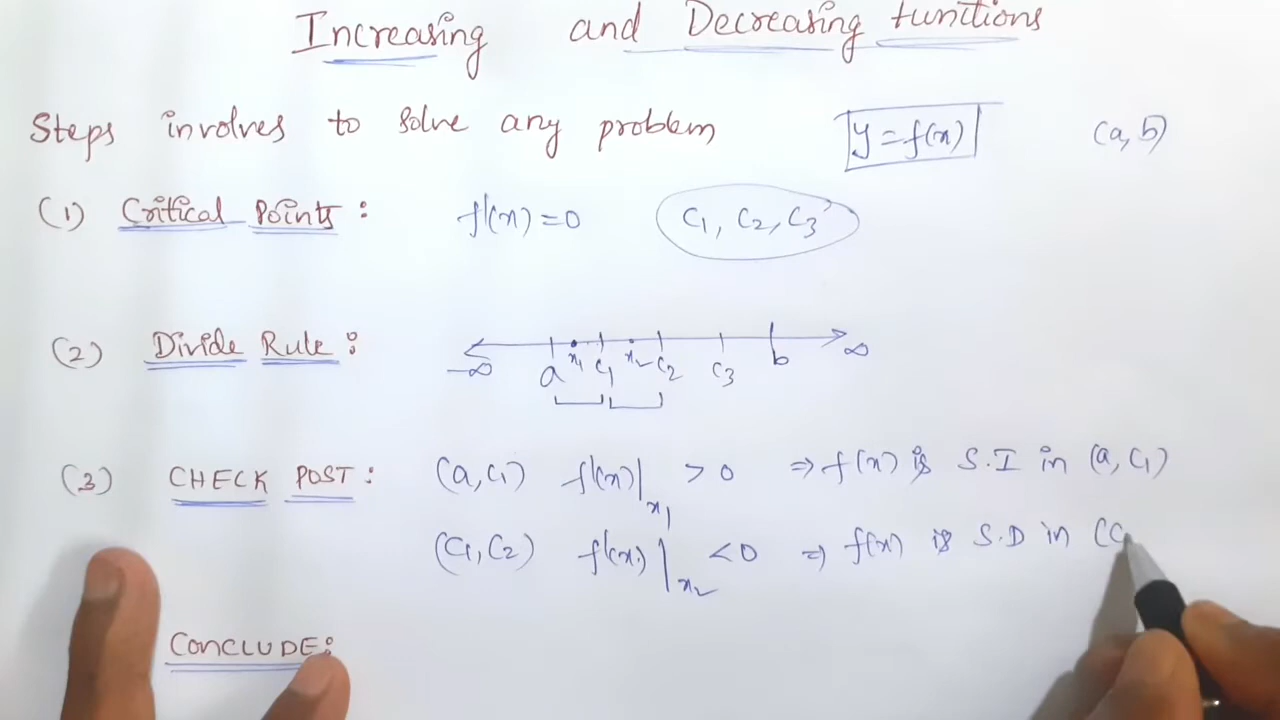 Increasing and Decreasing functions
Steps involves to solve any problem y = f(x) (a, b)
(1) Critical Points : f'(x) = 0 C1, C2, C3
(2) Divide Rule : -∞ a x1 C1 x2 C2 C3 b ∞
(3) CHECK POST : (a, C1) f'(x)|x1 > 0 ⇒ f(x) is S.I in (a, C1)
(C1, C2) f'(x)|x2 < 0 ⇒ f(x) is S.D in (C
CONCLUDE: